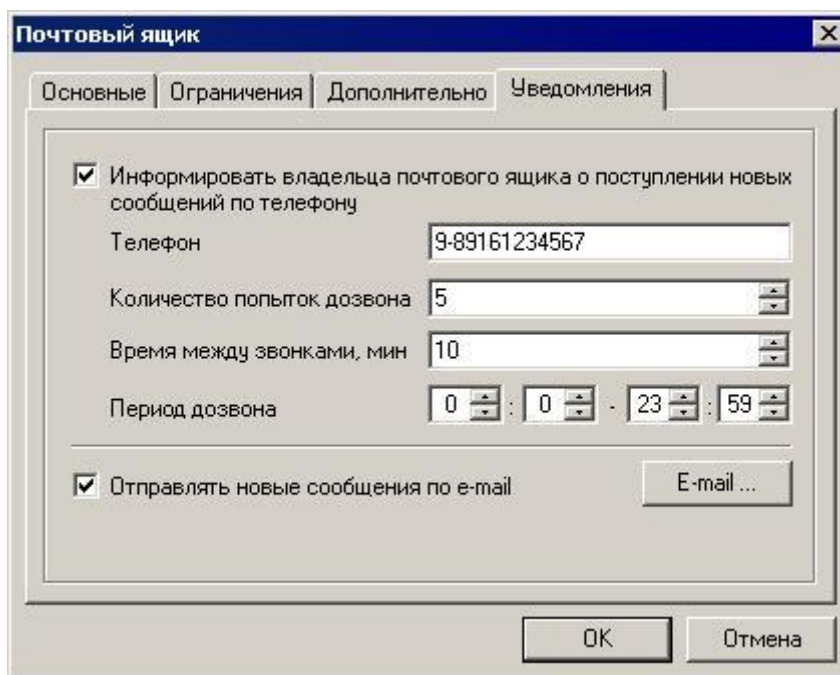 Почтовый ящик
Основные Ограничения Дополнительно Уведомления
Информировать владельца почтового ящика о поступлении новых
сообщений по телефону
Телефон 9-89161234567
Количество попыток дозвона 5
Время между звонками, мин 10
Период дозвона 0 : 0 - 23 : 59
Отправлять новые сообщения по e-mail E-mail ...
OK Отмена